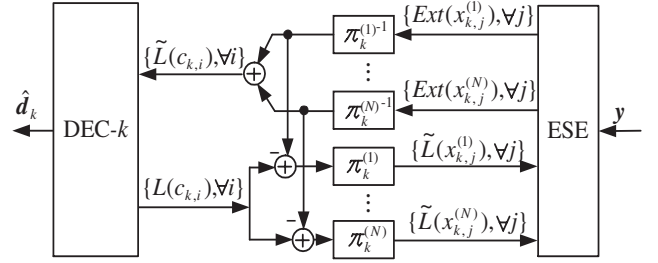 {Ext(x_{k,j}^{(1)}),∀j}
π_k^{(1)-1}
{L̃(c_{k,i}),∀i}
⋮
{Ext(x_{k,j}^{(N)}),∀j}
π_k^{(N)-1}
d̂_k
DEC-k
ESE
y
{L̃(x_{k,j}^{(1)}),∀j}
π_k^{(1)}
{L(c_{k,i}),∀i}
⋮
{L̃(x_{k,j}^{(N)}),∀j}
π_k^{(N)}